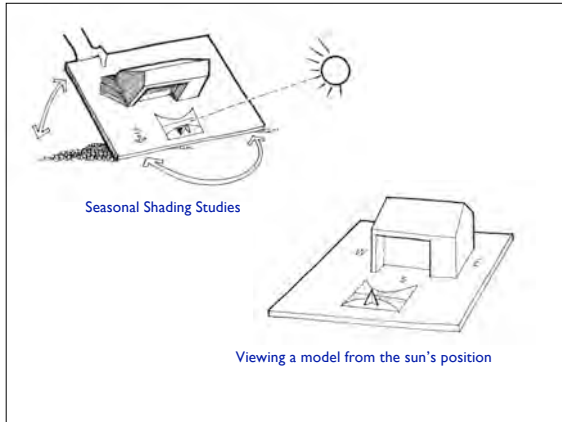 Seasonal Shading Studies
W
E
S
Viewing a model from the sun's position